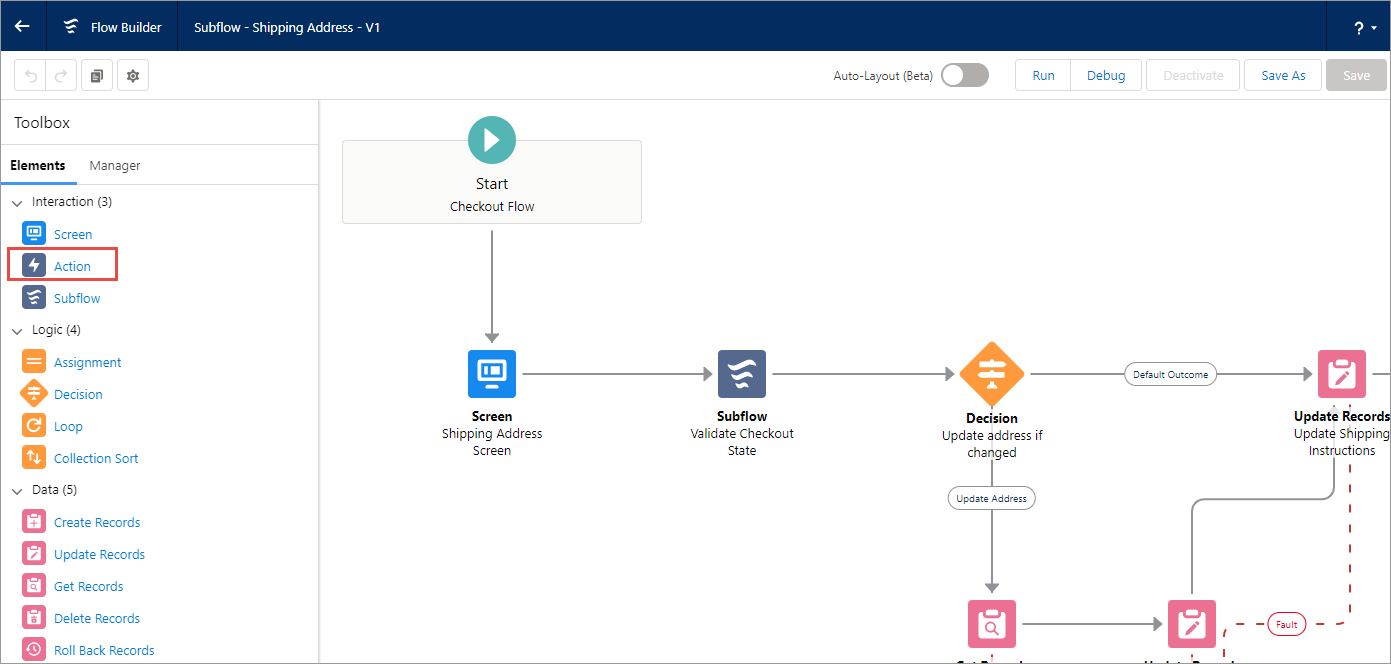 Flow Builder
Subflow - Shipping Address - V1
?
Auto-Layout (Beta)
Run
Debug
Deactivate
Save As
Save
Toolbox
Elements
Manager
Interaction (3)
Screen
Action
Subflow
Logic (4)
Assignment
Decision
Loop
Collection Sort
Data (5)
Create Records
Update Records
Get Records
Delete Records
Roll Back Records
Start
Checkout Flow
Screen
Shipping Address
Screen
Subflow
Validate Checkout
State
Decision
Update address if
changed
Default Outcome
Update Records
Update Shipping
Instructions
Update Address
Fault